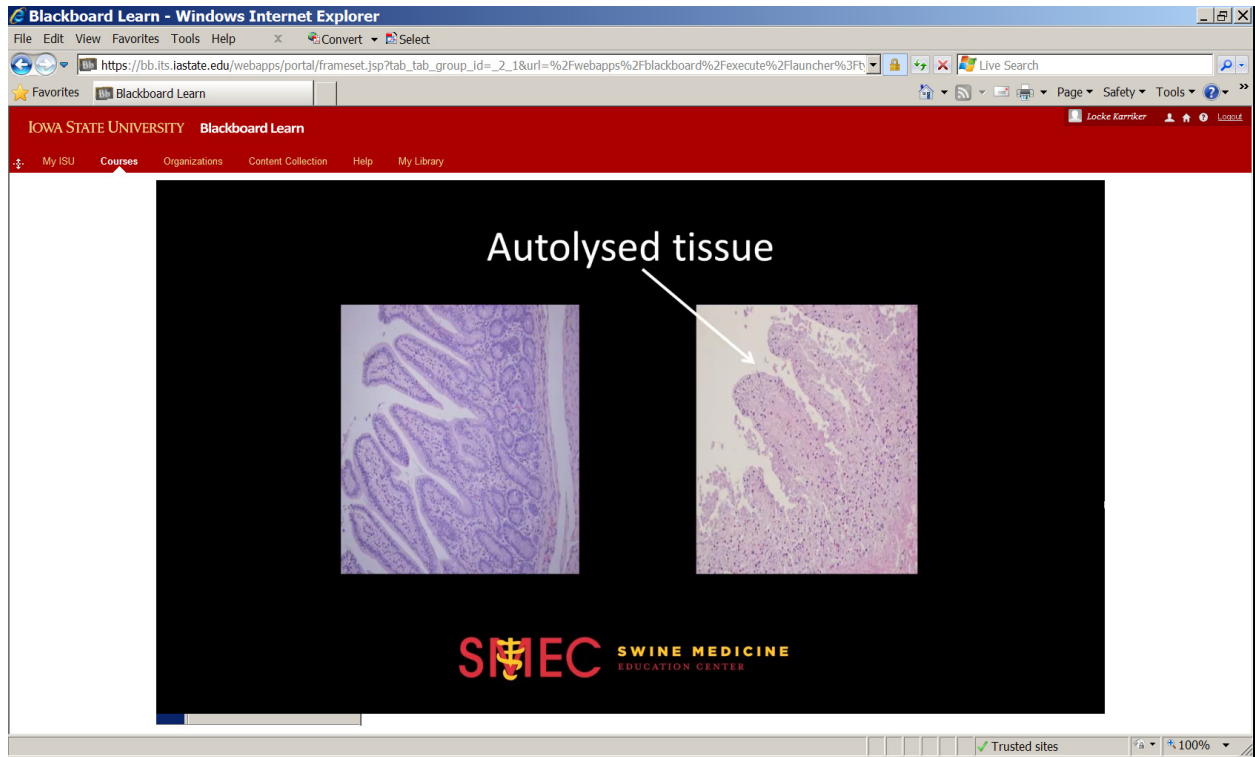 Blackboard Learn - Windows Internet Explorer
File Edit View Favorites Tools Help x Convert Select
https://bb.its.iastate.edu/webapps/portal/frameset.jsp?tab_tab_group_id=_2_1&url=%2Fwebapps%2Fblackboard%2Fexecute%2Flauncher%3Ft Live Search
Favorites Bb Blackboard Learn Page Safety Tools
IOWA STATE UNIVERSITY Blackboard Learn Locke Karriker Logout
My ISU Courses Organizations Content Collection Help My Library
Autolysed tissue
SMEC SWINE MEDICINE
EDUCATION CENTER
Trusted sites 100%